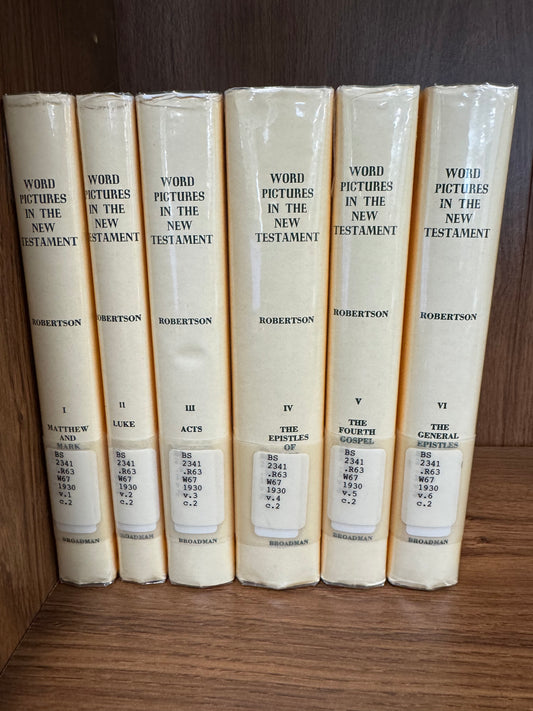 WORD
PICTURES
IN THE
NEW
TESTAMENT
ROBERTSON
I
MATTHEW
AND
MARK
BS
2341
.R63
W67
1930
v.1
c.2
BROADMAN
WORD
PICTURES
IN THE
NEW
TESTAMENT
ROBERTSON
II
LUKE
BS
2341
.R63
W67
1930
v.2
c.2
BROADMAN
WORD
PICTURES
IN THE
NEW
TESTAMENT
ROBERTSON
III
ACTS
BS
2341
.R63
W67
1930
v.3
c.2
BROADMAN
WORD
PICTURES
IN THE
NEW
TESTAMENT
ROBERTSON
IV
THE
EPISTLES
OF
BS
2341
.R63
W67
1930
v.4
c.2
BROADMAN
WORD
PICTURES
IN THE
NEW
TESTAMENT
ROBERTSON
V
THE
FOURTH
GOSPEL
BS
2341
.R63
W67
1930
v.5
c.2
BROADMAN
WORD
PICTURES
IN THE
NEW
TESTAMENT
ROBERTSON
VI
THE
GENERAL
EPISTLES
BS
2341
.R63
W67
1930
v.6
c.2
BROADMAN